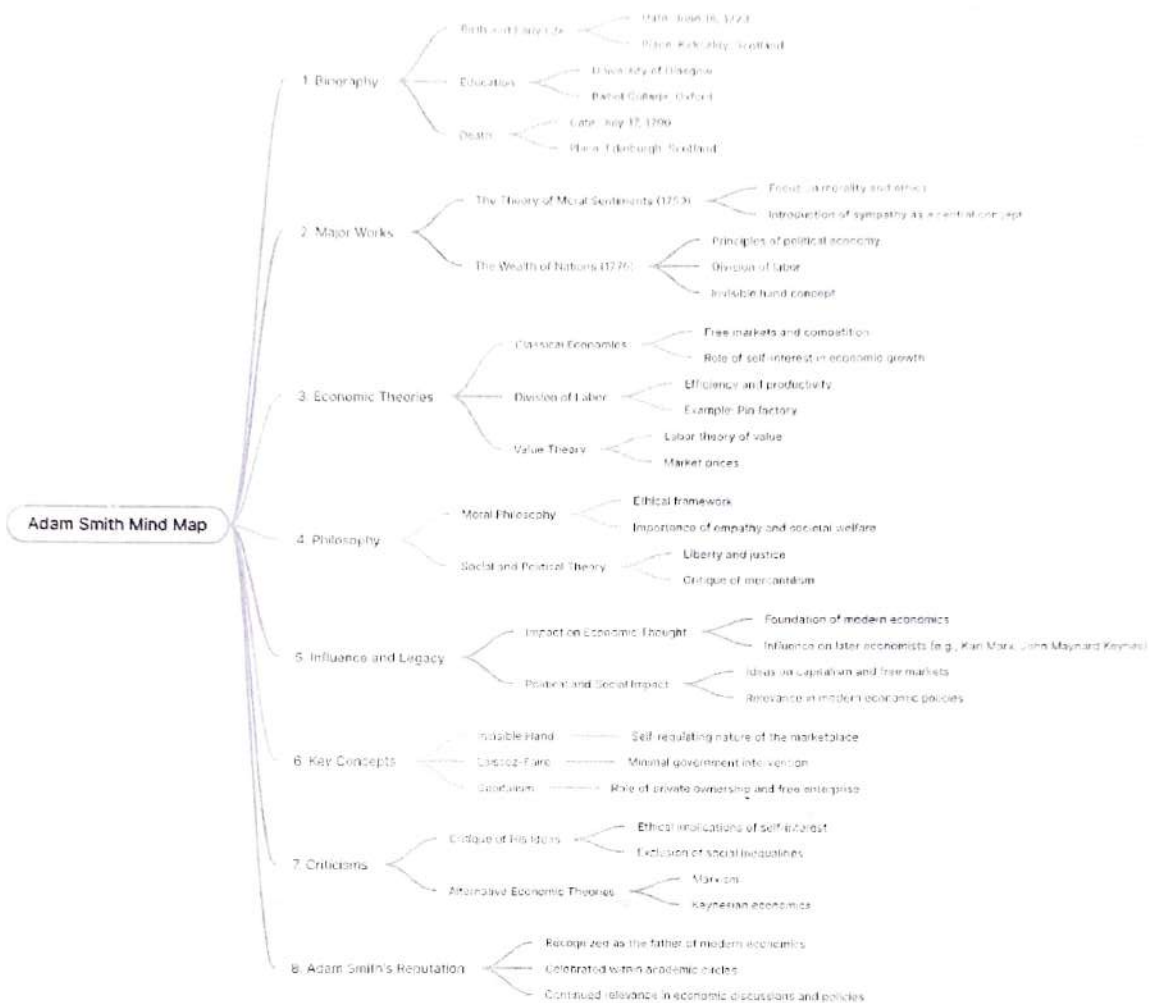 Adam Smith Mind Map
1. Biography
Birth and Early Life
Date: June 16, 1723
Place: Kirkcaldy, Scotland
Education
University of Glasgow
Balliol College, Oxford
Death
Date: July 17, 1790
Place: Edinburgh, Scotland
2. Major Works
The Theory of Moral Sentiments (1759)
Focus on morality and ethics
Introduction of sympathy as a central concept
The Wealth of Nations (1776)
Principles of political economy
Division of labor
Invisible hand concept
3. Economic Theories
Classical Economics
Free markets and competition
Role of self-interest in economic growth
Division of Labor
Efficiency and productivity
Example: Pin factory
Value Theory
Labor theory of value
Market prices
4. Philosophy
Moral Philosophy
Ethical framework
Importance of empathy and societal welfare
Social and Political Theory
Liberty and justice
Critique of mercantilism
5. Influence and Legacy
Impact on Economic Thought
Foundation of modern economics
Influence on later economists (e.g., Karl Marx, John Maynard Keynes)
Political and Social Impact
Ideas on capitalism and free markets
Relevance in modern economic policies
6. Key Concepts
Invisible Hand
Self-regulating nature of the marketplace
Laissez-Faire
Minimal government intervention
Capitalism
Role of private ownership and free enterprise
7. Criticisms
Critique of His Ideas
Ethical implications of self-interest
Exclusion of social inequalities
Alternative Economic Theories
Marxism
Keynesian economics
8. Adam Smith's Reputation
Recognized as the father of modern economics
Celebrated within academic circles
Continued relevance in economic discussions and policies